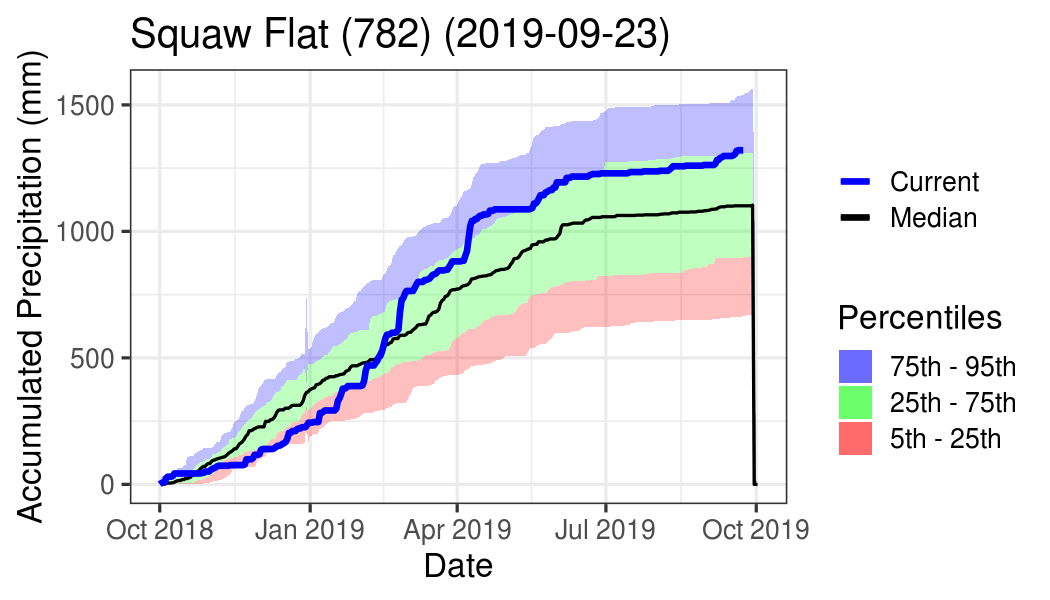 Squaw Flat (782) (2019-09-23)
Accumulated Precipitation (mm)
1500
1000
500
0
Oct 2018
Jan 2019
Apr 2019
Jul 2019
Oct 2019
Date
Current
Median
Percentiles
75th - 95th
25th - 75th
5th - 25th